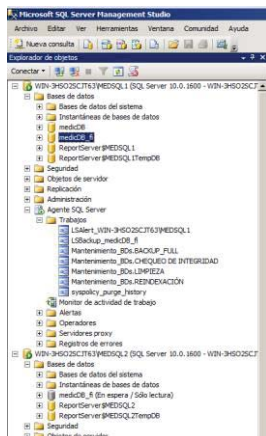 Microsoft SQL Server Management Studio
Archivo Editar Ver Herramientas Ventana Comunidad Ayuda
Nueva consulta
Explorador de objetos
Conectar
WIN-3HSO2SCJT63\MEDSQL1 (SQL Server 10.0.1600 - WIN-3HSO2SCJ
Bases de datos
Bases de datos del sistema
Instantáneas de bases de datos
medicDB
medicDB_fi
ReportServer$MEDSQL1
ReportServer$MEDSQL1TempDB
Seguridad
Objetos de servidor
Replicación
Administración
Agente SQL Server
Trabajos
LSAlert_WIN-3HSO2SCJT63\MEDSQL1
LSBackup_medicDB_fi
Mantenimiento_BDs.BACKUP_FULL
Mantenimiento_BDs.CHEQUEO DE INTEGRIDAD
Mantenimiento_BDs.LIMPIEZA
Mantenimiento_BDs.REINDEXACIÓN
syspolicy_purge_history
Monitor de actividad de trabajo
Alertas
Operadores
Servidores proxy
Registros de errores
WIN-3HSO2SCJT63\MEDSQL2 (SQL Server 10.0.1600 - WIN-3HSO2SCJT
Bases de datos
Bases de datos del sistema
Instantáneas de bases de datos
medicDB_fi (En espera / Sólo lectura)
ReportServer$MEDSQL2
ReportServer$MEDSQL2TempDB
Seguridad
Objetos de servidor